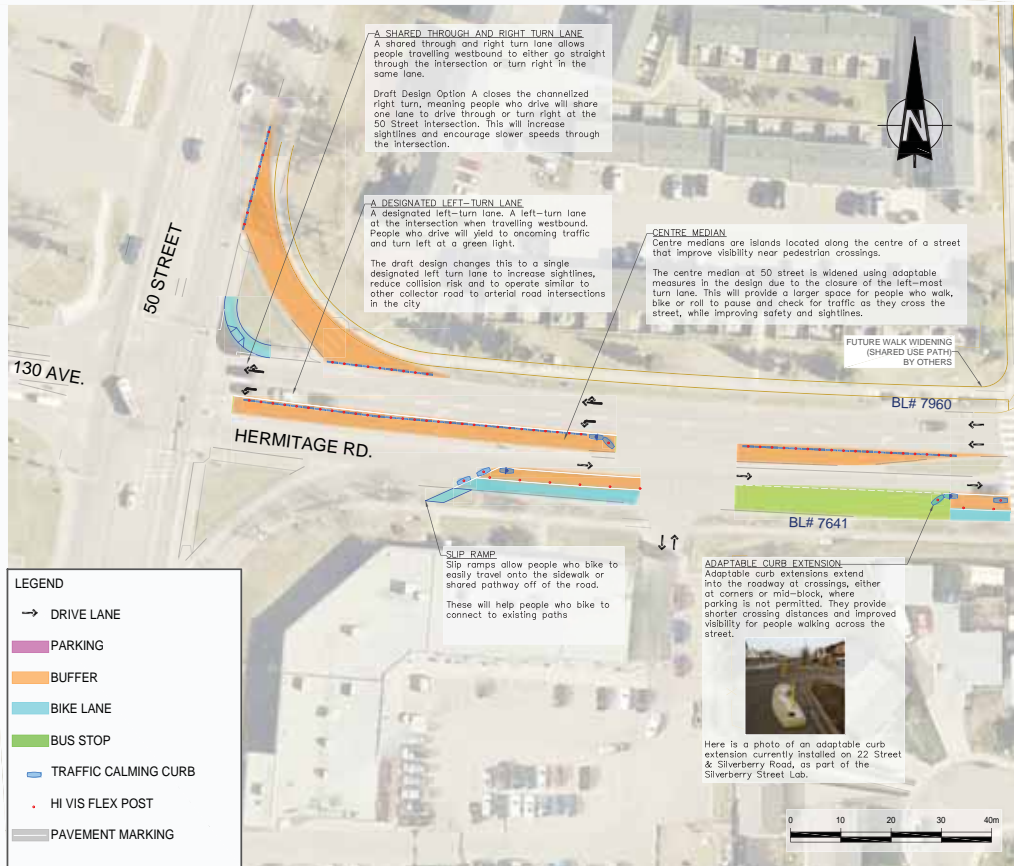 A SHARED THROUGH AND RIGHT TURN LANE
A shared through and right turn lane allows
people travelling westbound to either go straight
through the intersection or turn right in the
same lane.
Draft Design Option A closes the channelized
right turn, meaning people who drive will share
one lane to drive through or turn right at the
50 Street intersection. This will increase
sightlines and encourage slower speeds through
the intersection.
N
A DESIGNATED LEFT-TURN LANE
A designated left-turn lane. A left-turn lane
at the intersection when travelling westbound.
People who drive will yield to oncoming traffic
and turn left at a green light.
The draft design changes this to a single
designated left turn lane to increase sightlines,
reduce collision risk and to operate similar to
other collector road to arterial road intersections
in the city
CENTRE MEDIAN
Centre medians are islands located along the centre of a street
that improve visibility near pedestrian crossings.
The centre median at 50 street is widened using adaptable
measures in the design due to the closure of the left-most
turn lane. This will provide a larger space for people who walk,
bike or roll to pause and check for traffic as they cross the
street, while improving safety and sightlines.
50 STREET
FUTURE WALK WIDENING
(SHARED USE PATH)
BY OTHERS
130 AVE.
BL# 7960
HERMITAGE RD.
BL# 7641
SLIP RAMP
Slip ramps allow people who bike to
easily travel onto the sidewalk or
shared pathway off of the road.
These will help people who bike to
connect to existing paths
ADAPTABLE CURB EXTENSION
Adaptable curb extensions extend
into the roadway at crossings, either
at corners or mid-block, where
parking is not permitted. They provide
shorter crossing distances and improved
visibility for people walking across the
street.
Here is a photo of an adaptable curb
extension currently installed on 22 Street
& Silverberry Road, as part of the
Silverberry Street Lab.
LEGEND
DRIVE LANE
PARKING
BUFFER
BIKE LANE
BUS STOP
TRAFFIC CALMING CURB
HI VIS FLEX POST
PAVEMENT MARKING
0 10 20 30 40m